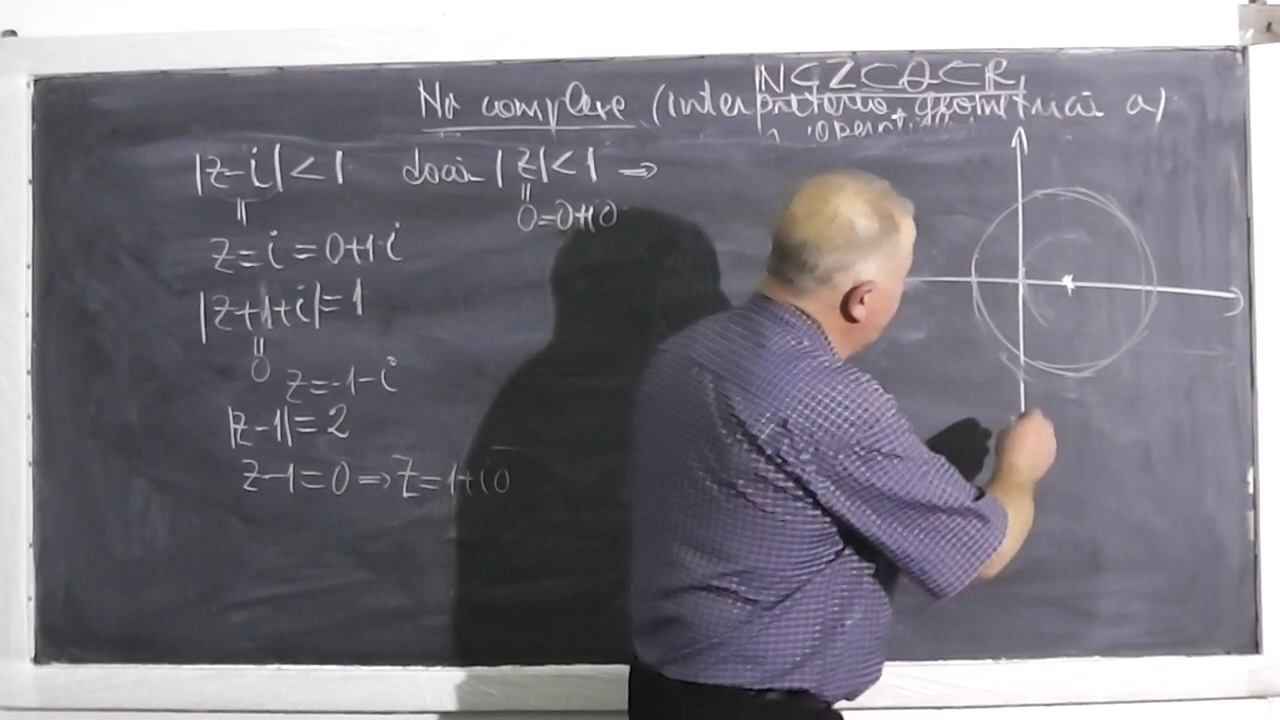 N⊂Z⊂Q⊂R
Nr complexe (interpretarea geometrică a)
|z-i|<1 dacă |z|<1 ⇒
0=0+i0
z=i=0+1·i
|z+1+i|=1
0 z=-1-i
|z-1|=2
z-1=0⇒z=1+i0